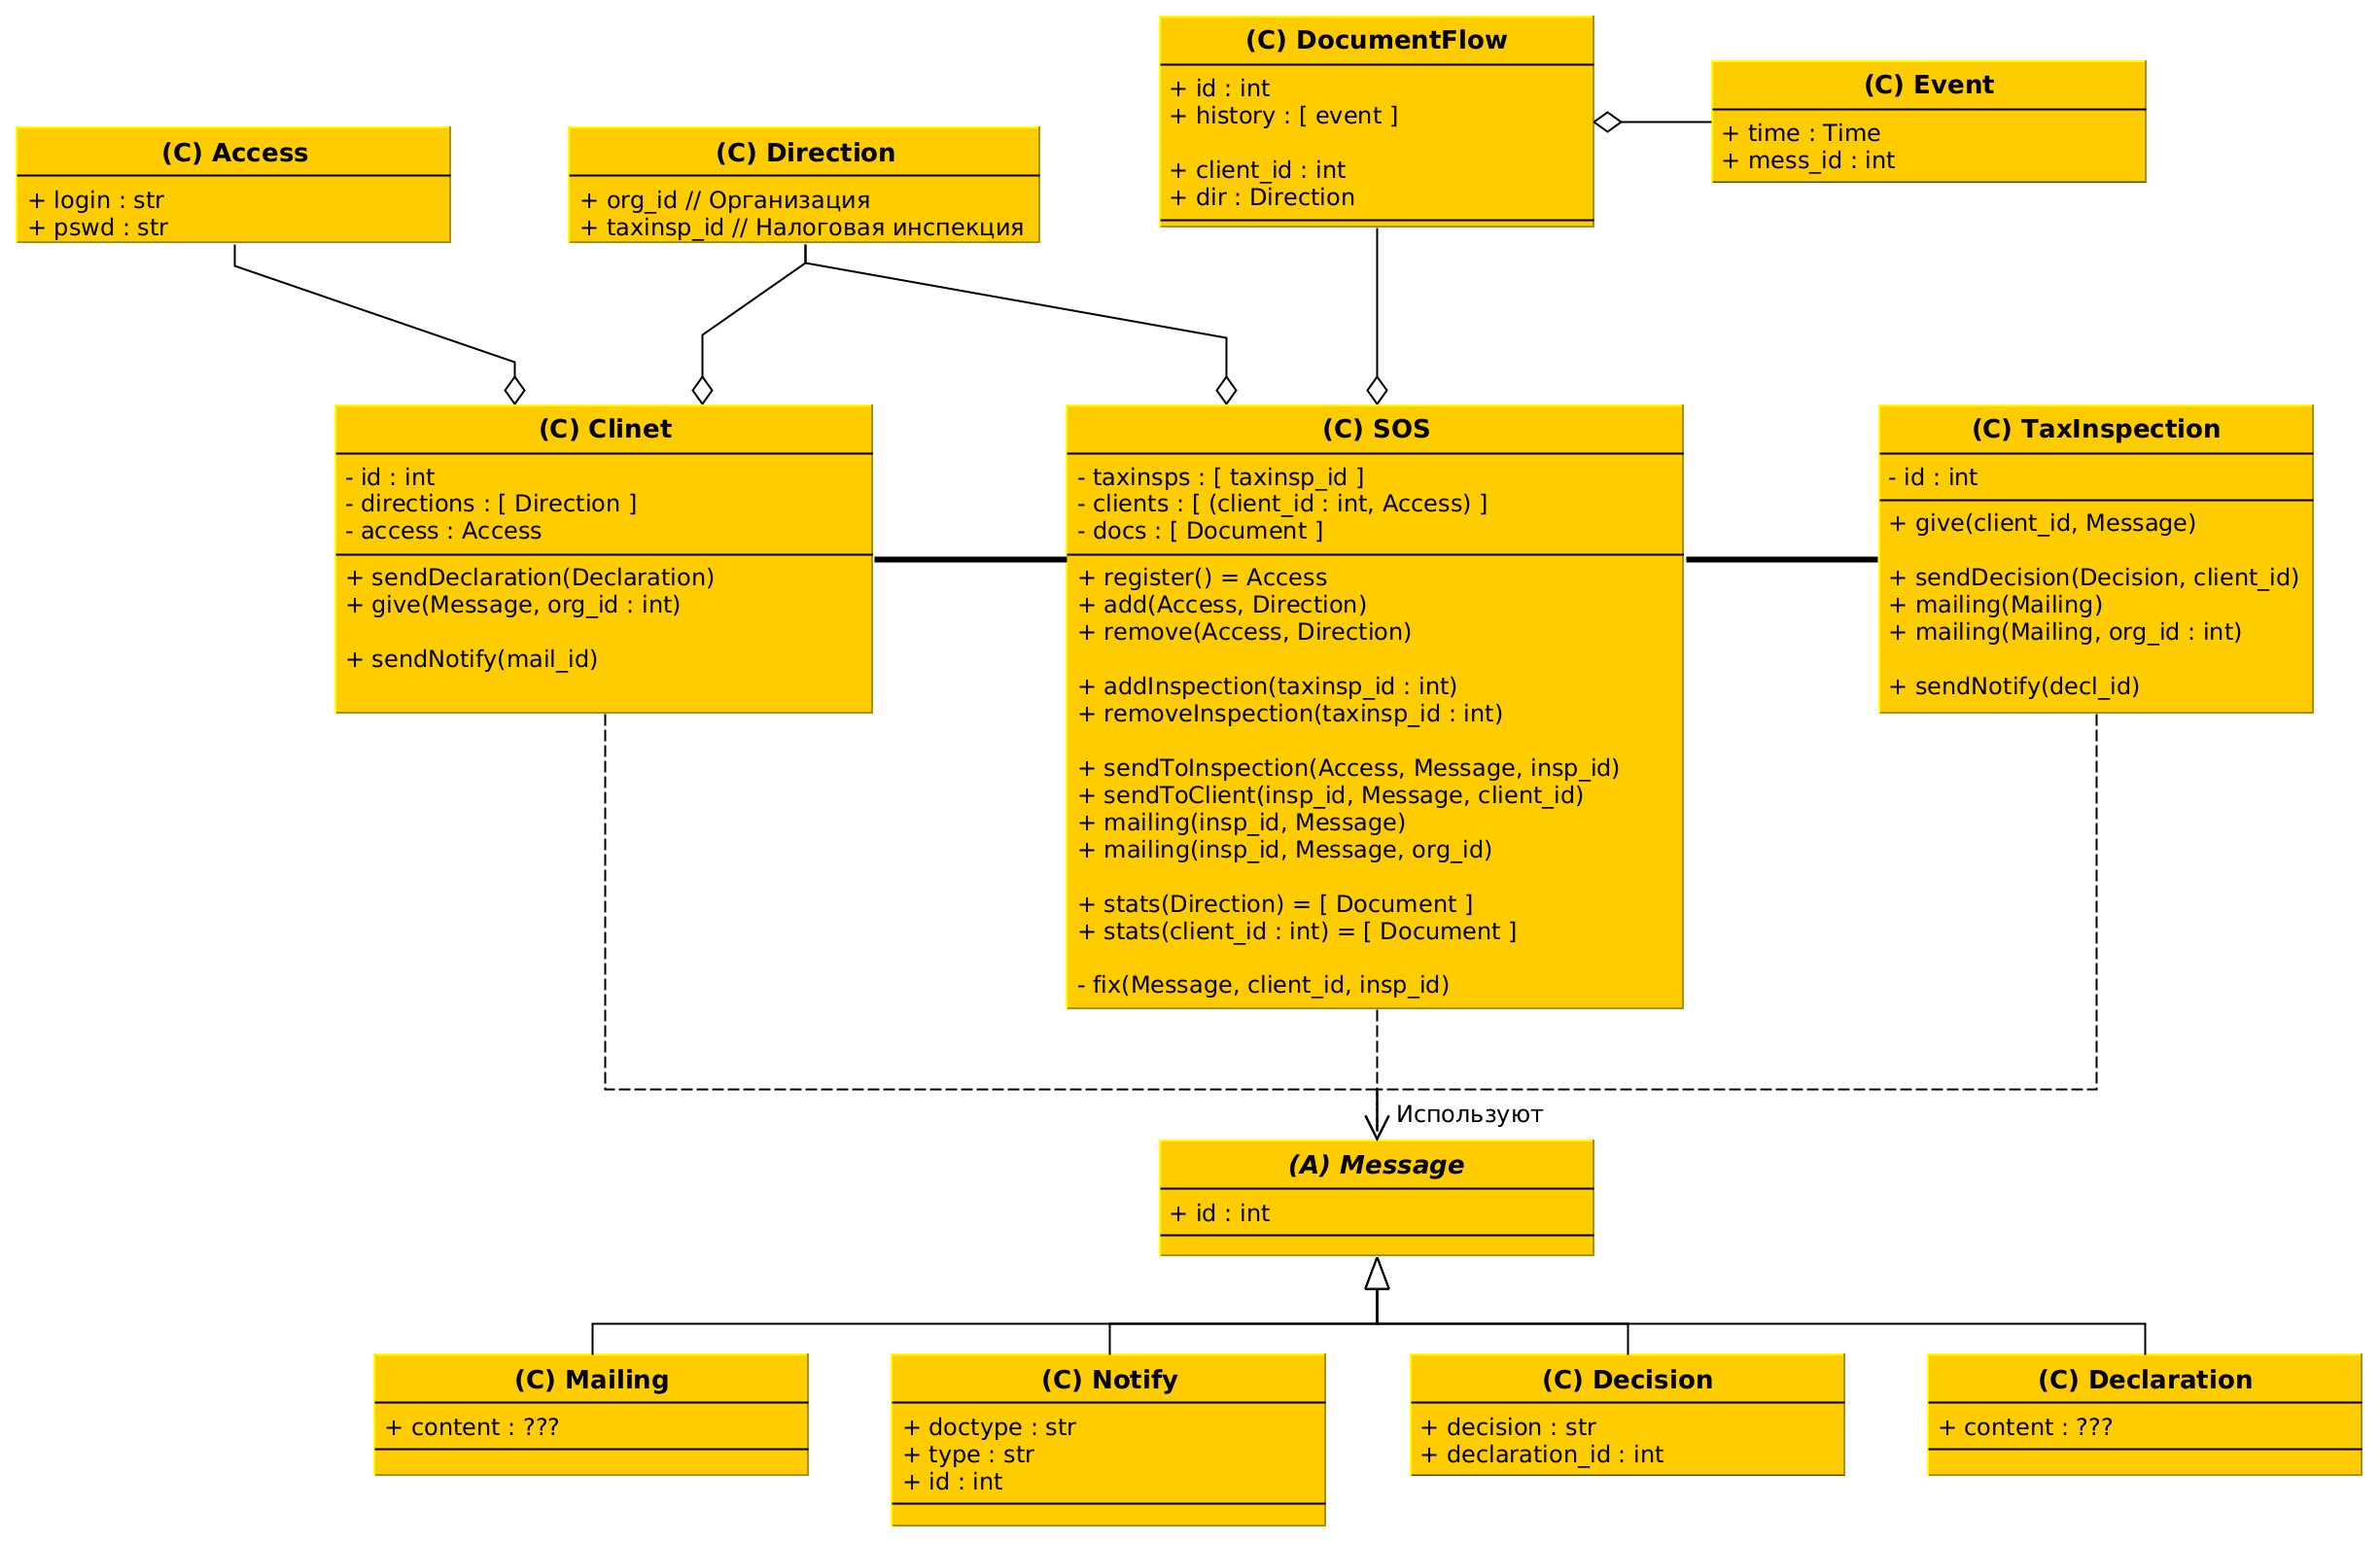 (C) DocumentFlow
+ id : int
+ history : [ event ]
+ client_id : int
+ dir : Direction
(C) Event
+ time : Time
+ mess_id : int
(C) Access
+ login : str
+ pswd : str
(C) Direction
+ org_id // Организация
+ taxinsp_id // Налоговая инспекция
(C) Clinet
- id : int
- directions : [ Direction ]
- access : Access
+ sendDeclaration(Declaration)
+ give(Message, org_id : int)
+ sendNotify(mail_id)
(C) SOS
- taxinsps : [ taxinsp_id ]
- clients : [ (client_id : int, Access) ]
- docs : [ Document ]
+ register() = Access
+ add(Access, Direction)
+ remove(Access, Direction)
+ addInspection(taxinsp_id : int)
+ removeInspection(taxinsp_id : int)
+ sendToInspection(Access, Message, insp_id)
+ sendToClient(insp_id, Message, client_id)
+ mailing(insp_id, Message)
+ mailing(insp_id, Message, org_id)
+ stats(Direction) = [ Document ]
+ stats(client_id : int) = [ Document ]
- fix(Message, client_id, insp_id)
(C) TaxInspection
- id : int
+ give(client_id, Message)
+ sendDecision(Decision, client_id)
+ mailing(Mailing)
+ mailing(Mailing, org_id : int)
+ sendNotify(decl_id)
Используют
(A) Message
+ id : int
(C) Mailing
+ content : ???
(C) Notify
+ doctype : str
+ type : str
+ id : int
(C) Decision
+ decision : str
+ declaration_id : int
(C) Declaration
+ content : ???